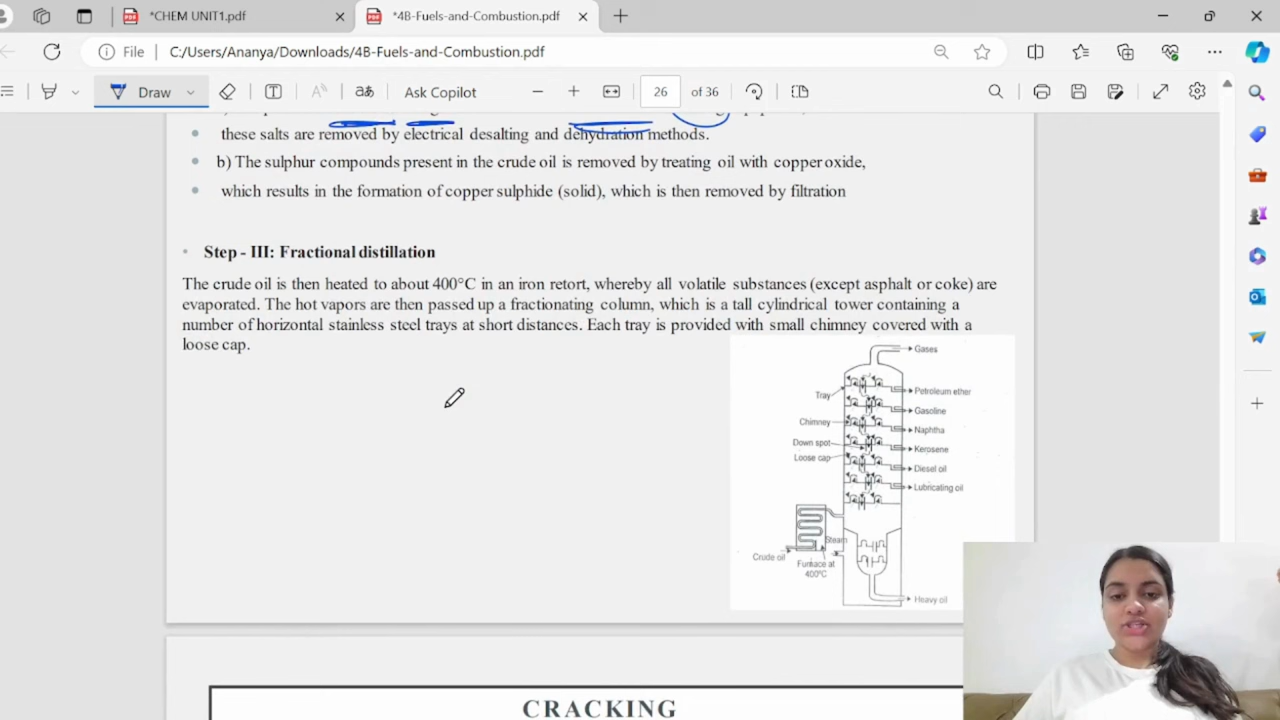 *CHEM UNIT1.pdf
*4B-Fuels-and-Combustion.pdf
File
C:/Users/Ananya/Downloads/4B-Fuels-and-Combustion.pdf
Draw
aあ
Ask Copilot
26 of 36
these salts are removed by electrical desalting and dehydration methods.
b) The sulphur compounds present in the crude oil is removed by treating oil with copper oxide,
which results in the formation of copper sulphide (solid), which is then removed by filtration
Step - III: Fractional distillation
The crude oil is then heated to about 400°C in an iron retort, whereby all volatile substances (except asphalt or coke) are
evaporated. The hot vapors are then passed up a fractionating column, which is a tall cylindrical tower containing a
number of horizontal stainless steel trays at short distances. Each tray is provided with small chimney covered with a
loose cap.
Gases
Petroleum ether
Tray
Gasoline
Chimney
Naphtha
Down spot
Kerosene
Loose cap
Diesel oil
Lubricating oil
Steam
Crude oil
Furnace at
400°C
Heavy oil
CRACKING